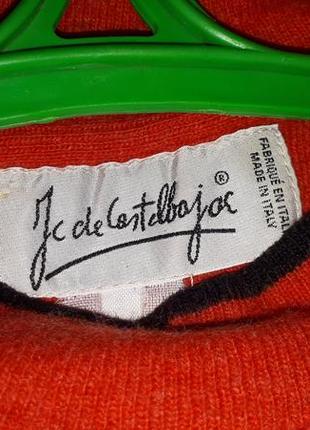 Jc de Castelbajac ®
FABRIQUÉ EN ITALIE
MADE IN ITALY